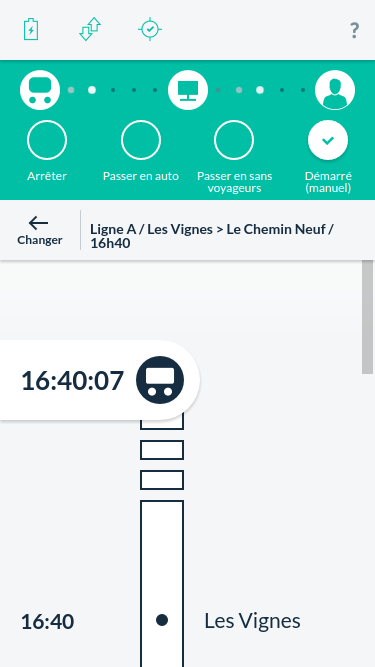 ?
Arrêter
Passer en auto
Passer en sans
voyageurs
Démarré
(manuel)
Changer
Ligne A / Les Vignes > Le Chemin Neuf /
16h40
16:40:07
16:40
Les Vignes